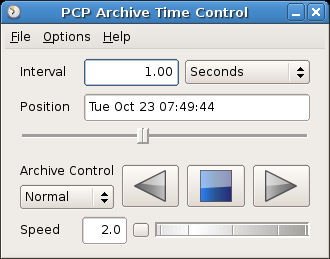 PCP Archive Time Control
File Options Help
Interval 1.00 Seconds
Position Tue Oct 23 07:49:44
Archive Control
Normal
Speed 2.0